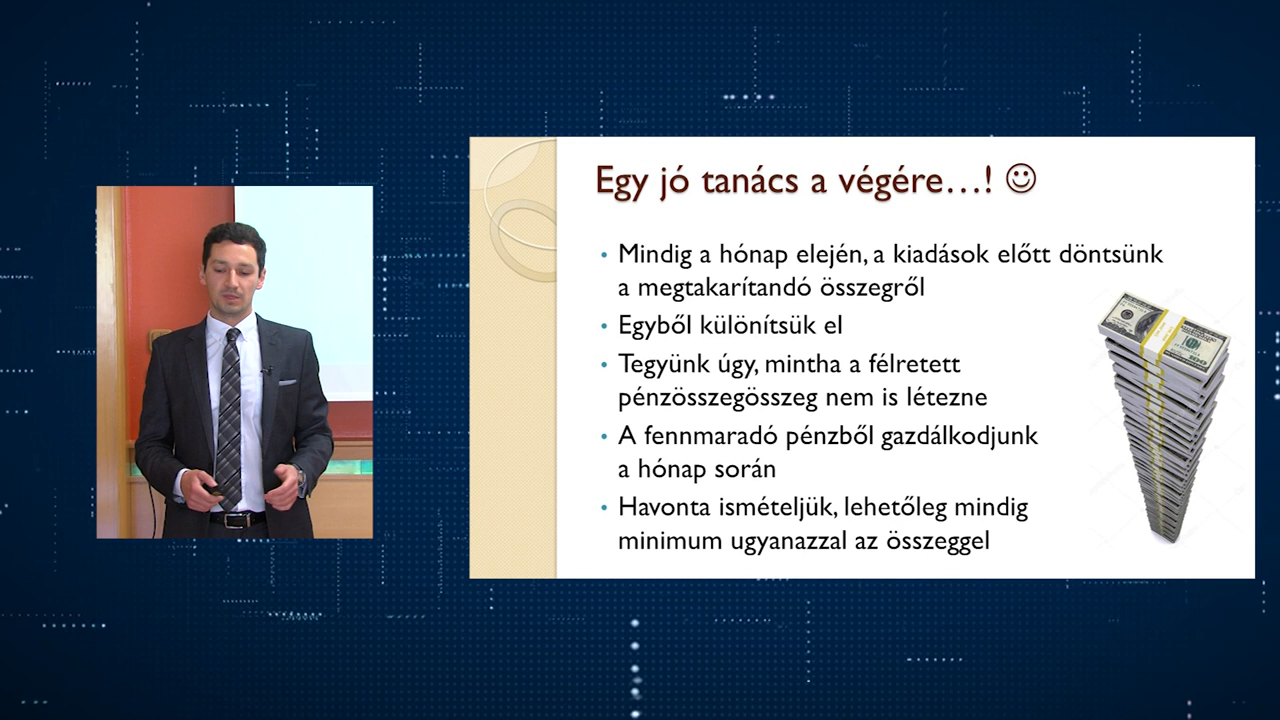 Egy jó tanács a végére…! ☺
• Mindig a hónap elején, a kiadások előtt döntsünk
a megtakarítandó összegről
• Egyből különítsük el
• Tegyünk úgy, mintha a félretett
pénzösszegösszeg nem is létezne
• A fennmaradó pénzből gazdálkodjunk
a hónap során
• Havonta ismételjük, lehetőleg mindig
minimum ugyanazzal az összeggel